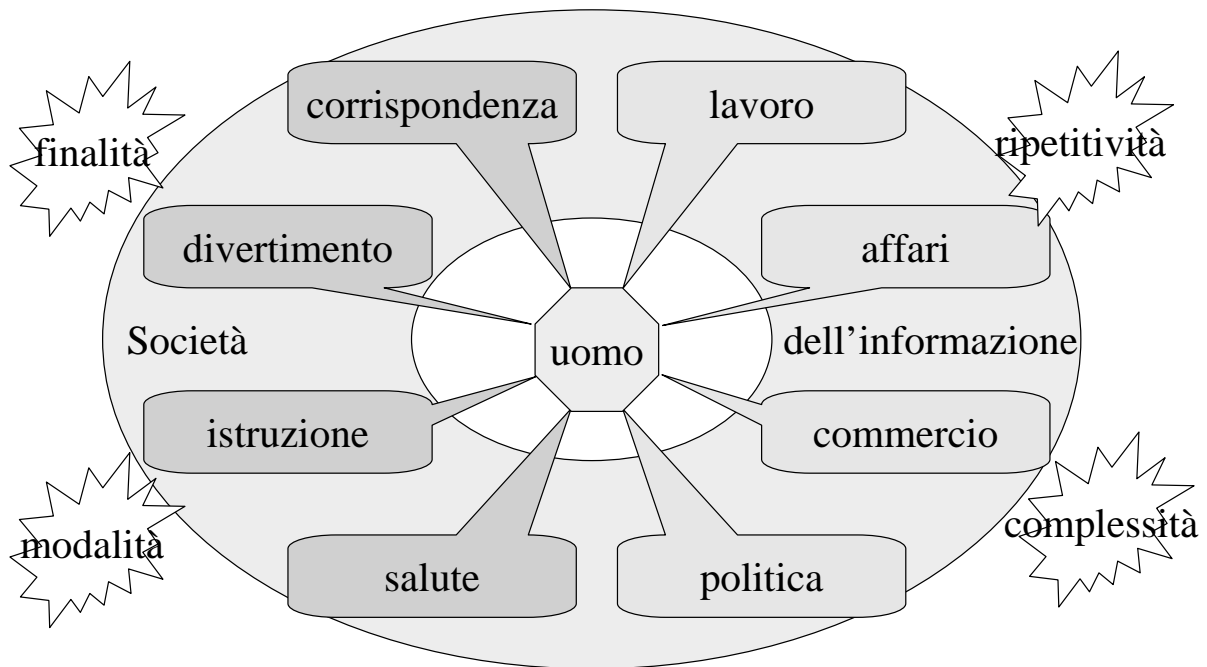 corrispondenza
lavoro
finalità
ripetitività
divertimento
affari
Società
uomo
dell’informazione
istruzione
commercio
modalità
complessità
salute
politica